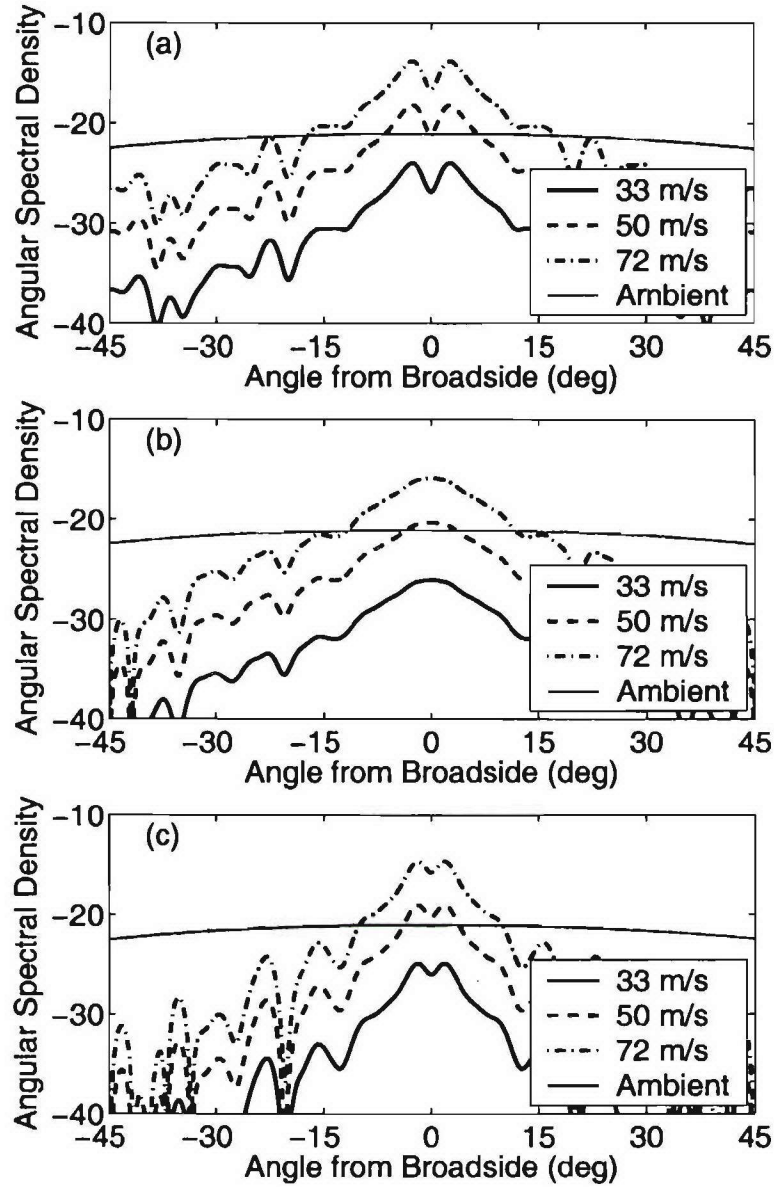 (a)
Angular Spectral Density
−10
−20
−30
−40
33 m/s
50 m/s
72 m/s
Ambient
−45 −30 −15 0 15 30 45
Angle from Broadside (deg)
(b)
Angular Spectral Density
−10
−20
−30
−40
33 m/s
50 m/s
72 m/s
Ambient
−45 −30 −15 0 15 30 45
Angle from Broadside (deg)
(c)
Angular Spectral Density
−10
−20
−30
−40
33 m/s
50 m/s
72 m/s
Ambient
−45 −30 −15 0 15 30 45
Angle from Broadside (deg)